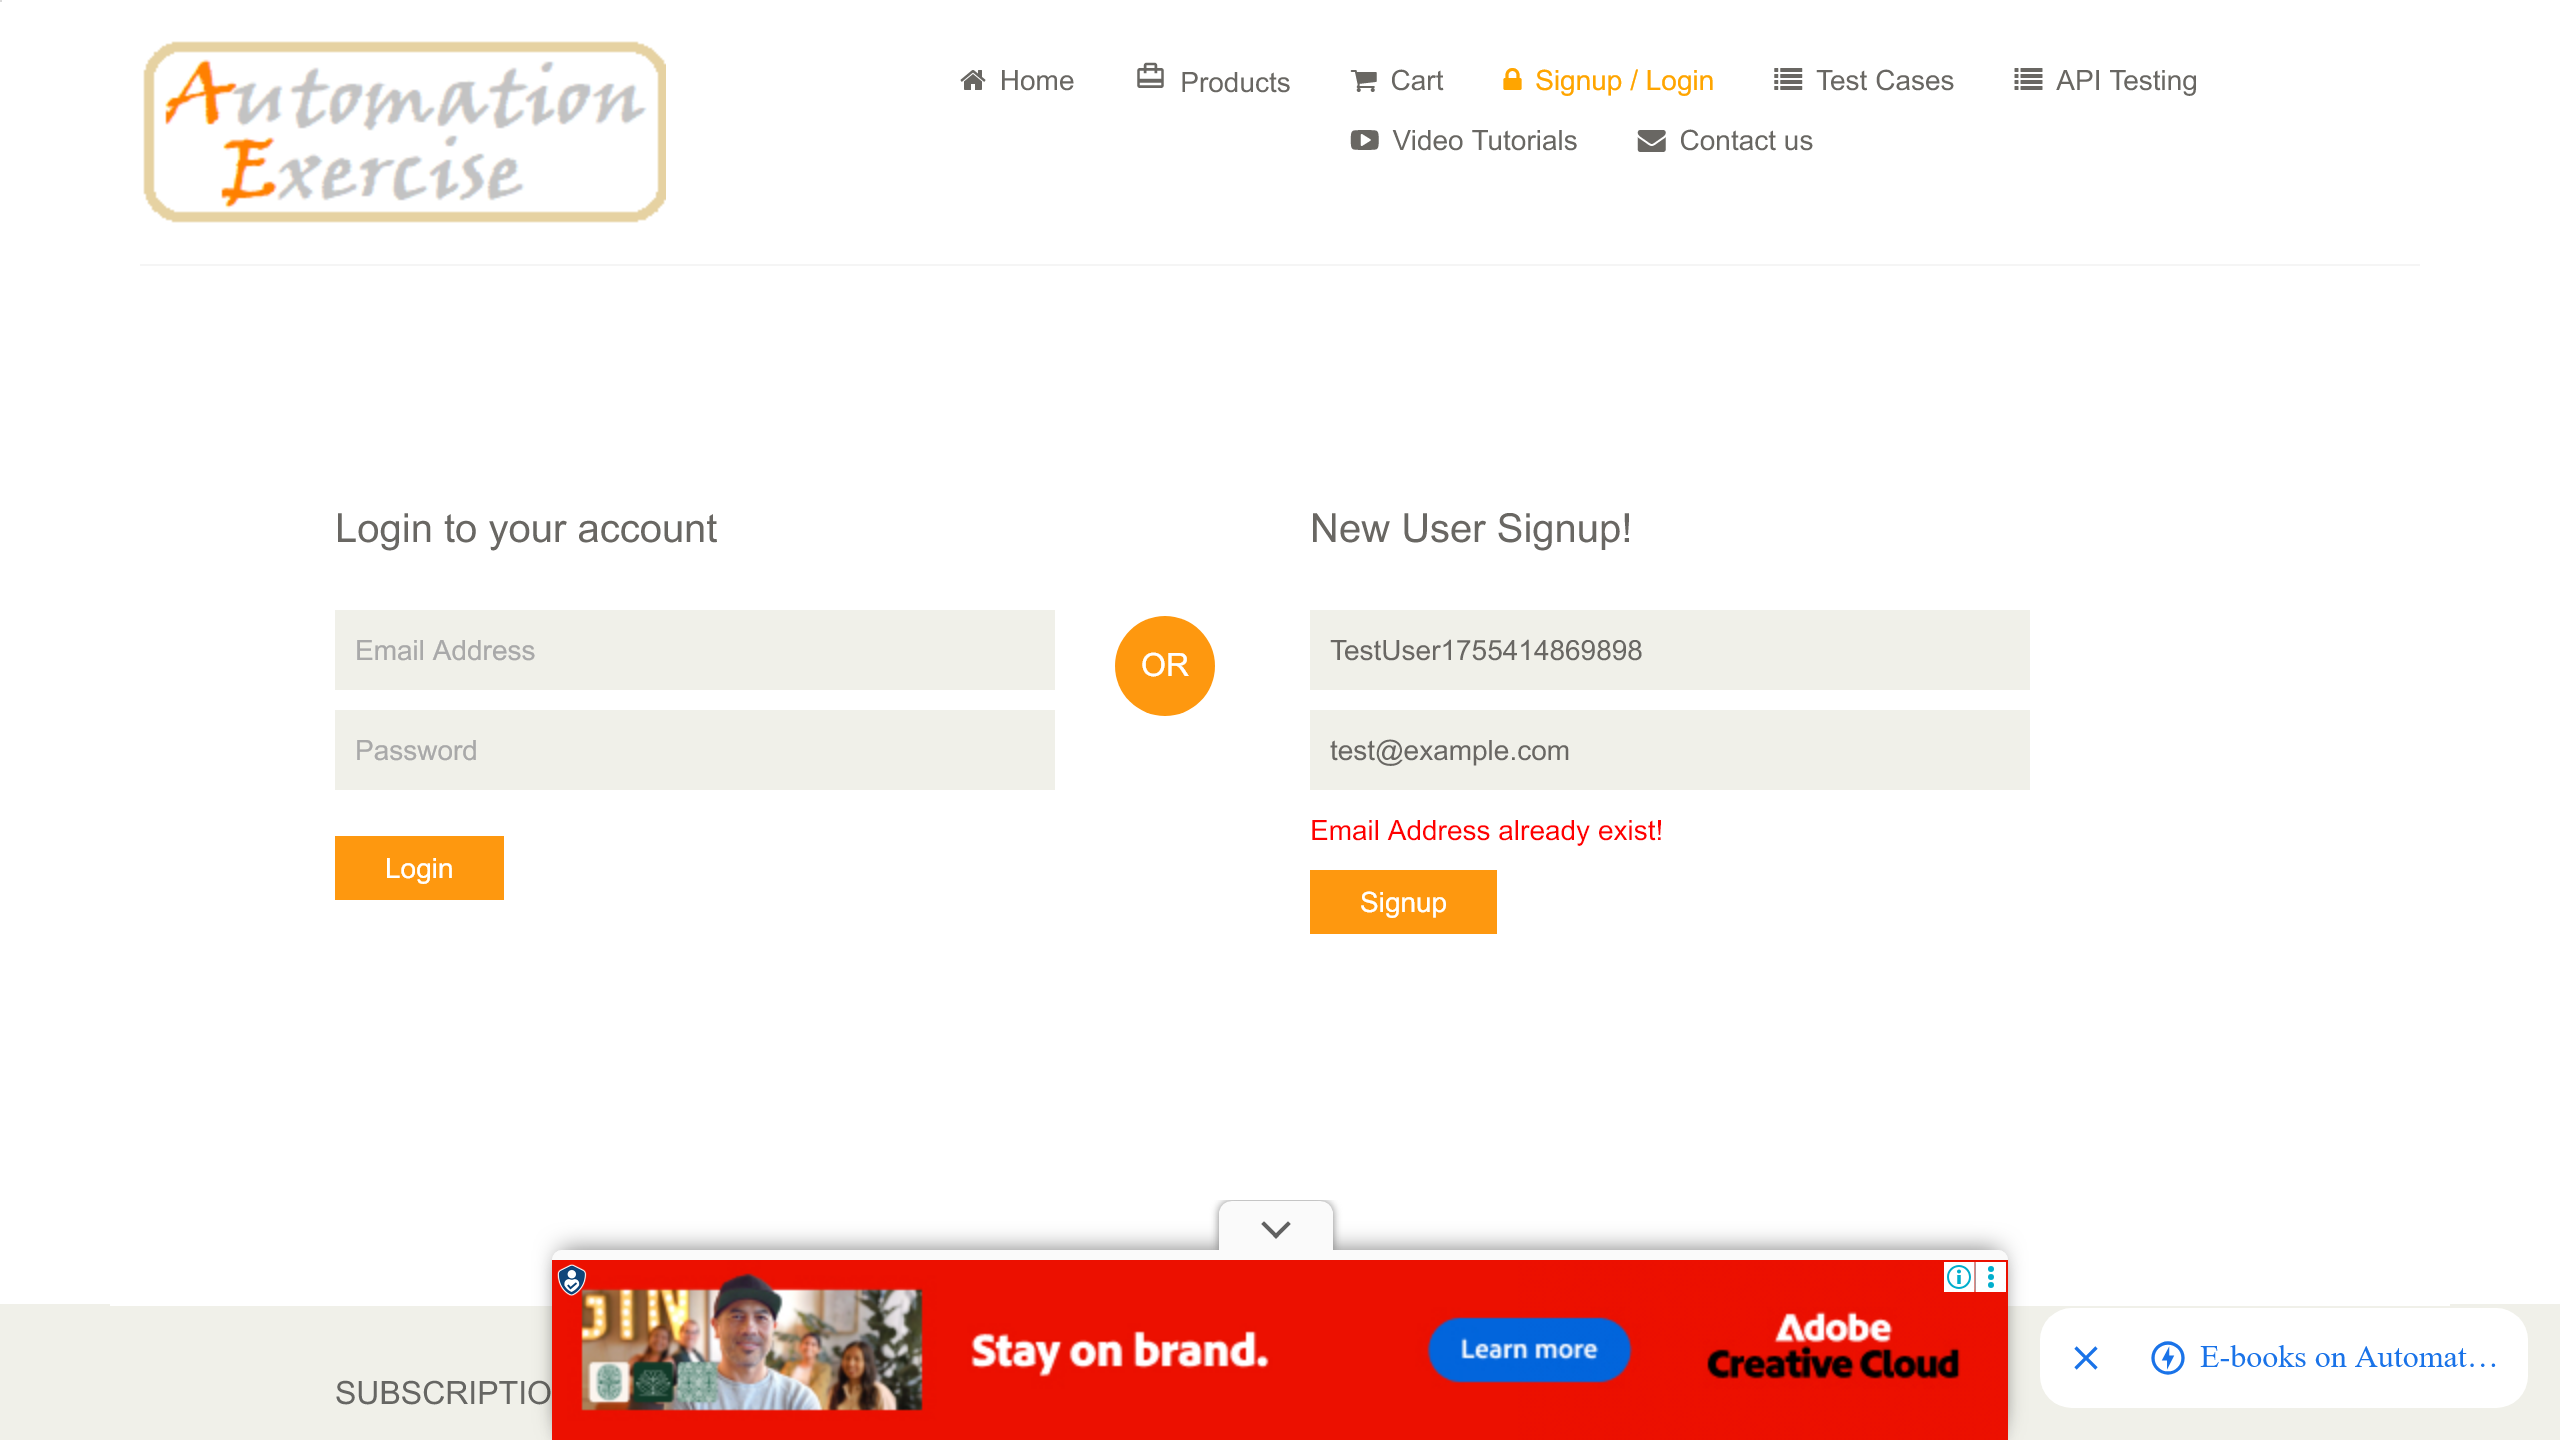 Automation
Exercise
Home
Products
Cart
Signup / Login
Test Cases
API Testing
Video Tutorials
Contact us
Login to your account
Email Address
Password
Login
OR
New User Signup!
TestUser1755414869898
test@example.com
Email Address already exist!
Signup
SUBSCRIPTIO
Stay on brand.
Learn more
Adobe
Creative Cloud
E-books on Automat...